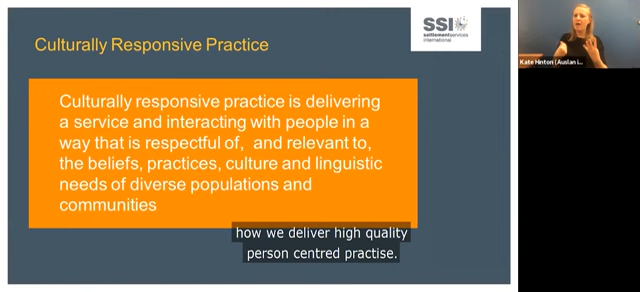 Culturally Responsive Practice
SSI
settlement services
international
Culturally responsive practice is delivering
a service and interacting with people in a
way that is respectful of,  and relevant to,
the beliefs, practices, culture and linguistic
needs of diverse populations and
communities
how we deliver high quality
person centred practise.
Kate Hinton (Auslan i...